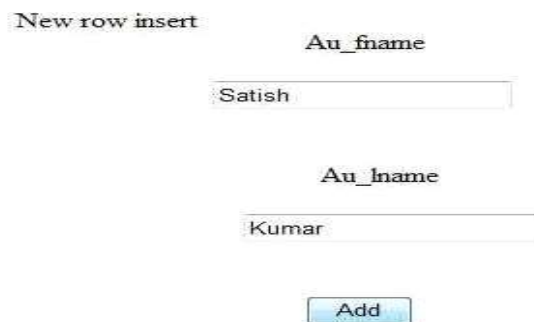 New row insert
Au_fname
Satish
Au_lname
Kumar
Add